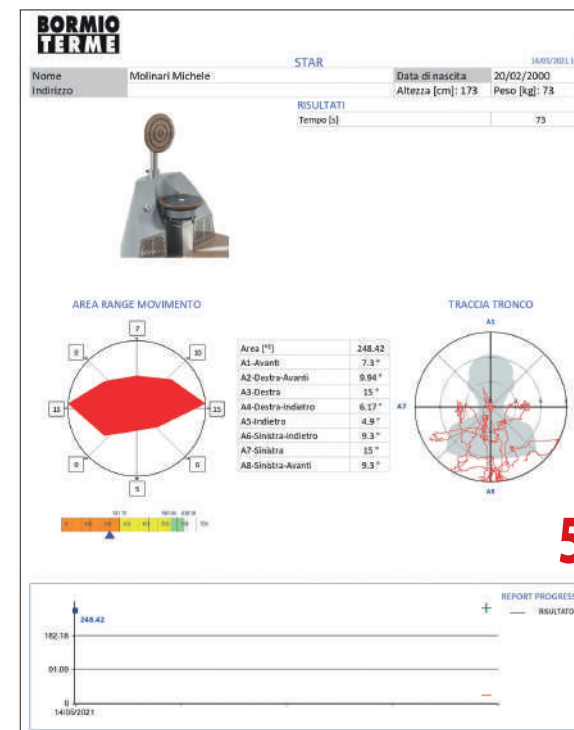 BORMIO
TERME
STAR
14/05/2021 1
Nome Molinari Michele Data di nascita 20/02/2000
Indirizzo Altezza [cm]: 173 Peso [kg]: 73
RISULTATI
Tempo [s] 73
AREA RANGE MOVIMENTO
TRACCIA TRONCO
7
9
10
15
15
9
6
5
Area [°²] 248.42
A1-Avanti 7.3 °
A2-Destra-Avanti 9.94 °
A3-Destra 15 °
A4-Destra-Indietro 6.17 °
A5-Indietro 4.9 °
A6-Sinistra-Indietro 9.3 °
A7-Sinistra 15 °
A8-Sinistra-Avanti 9.3 °
A1
A7
5
REPORT PROGRESS
RISULTATO
+
248.42
182.18
0
14/05/2021